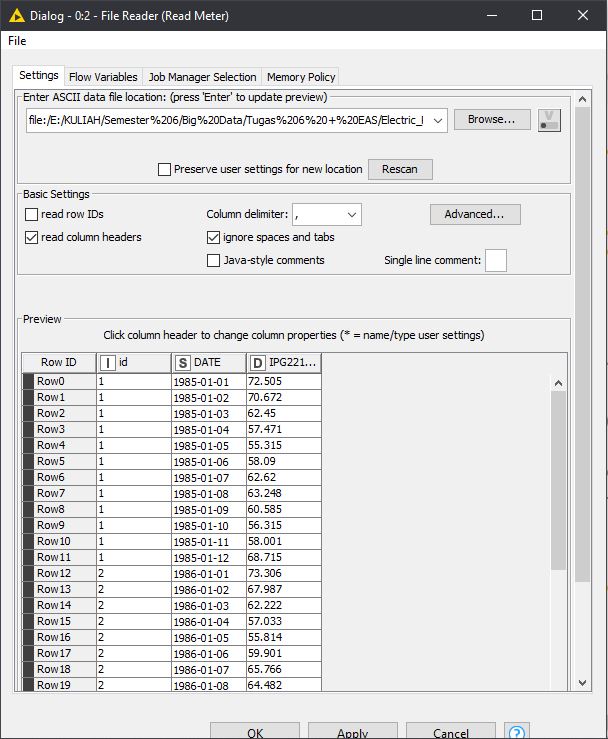 Dialog - 0:2 - File Reader (Read Meter)
File
Settings Flow Variables Job Manager Selection Memory Policy
Enter ASCII data file location: (press 'Enter' to update preview)
file:/E:/KULIAH/Semester%206/Big%20Data/Tugas%206%20+%20EAS/Electric_ Browse... V
Preserve user settings for new location Rescan
Basic Settings
read row IDs Column delimiter: , Advanced...
read column headers ignore spaces and tabs
Java-style comments Single line comment:
Preview
Click column header to change column properties (* = name/type user settings)
Row ID I id S DATE D IPG221...
Row0 1 1985-01-01 72.505
Row1 1 1985-01-02 70.672
Row2 1 1985-01-03 62.45
Row3 1 1985-01-04 57.471
Row4 1 1985-01-05 55.315
Row5 1 1985-01-06 58.09
Row6 1 1985-01-07 62.62
Row7 1 1985-01-08 63.248
Row8 1 1985-01-09 60.585
Row9 1 1985-01-10 56.315
Row10 1 1985-01-11 58.001
Row11 1 1985-01-12 68.715
Row12 2 1986-01-01 73.306
Row13 2 1986-01-02 67.987
Row14 2 1986-01-03 62.222
Row15 2 1986-01-04 57.033
Row16 2 1986-01-05 55.814
Row17 2 1986-01-06 59.901
Row18 2 1986-01-07 65.766
Row19 2 1986-01-08 64.482
OK Apply Cancel ?